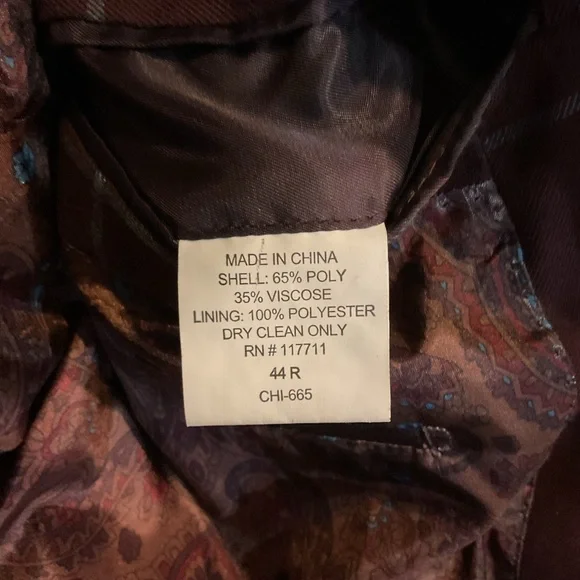 MADE IN CHINA
SHELL: 65% POLY
35% VISCOSE
LINING: 100% POLYESTER
DRY CLEAN ONLY
RN # 117711
44 R
CHI-665